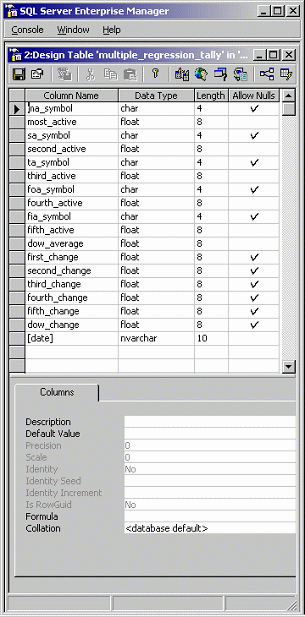 SQL Server Enterprise Manager
Console Window Help
2:Design Table 'multiple_regression_tally' in '...
Column Name Data Type Length Allow Nulls
ma_symbol char 4
most_active float 8
sa_symbol char 4
second_active float 8
ta_symbol char 4
third_active float 8
foa_symbol char 4
fourth_active float 8
fia_symbol char 4
fifth_active float 8
dow_average float 8
first_change float 8
second_change float 8
third_change float 8
fourth_change float 8
fifth_change float 8
dow_change float 8
[date] nvarchar 10
Columns
Description
Default Value
Precision 0
Scale 0
Identity No
Identity Seed
Identity Increment
Is RowGuid No
Formula
Collation <database default>